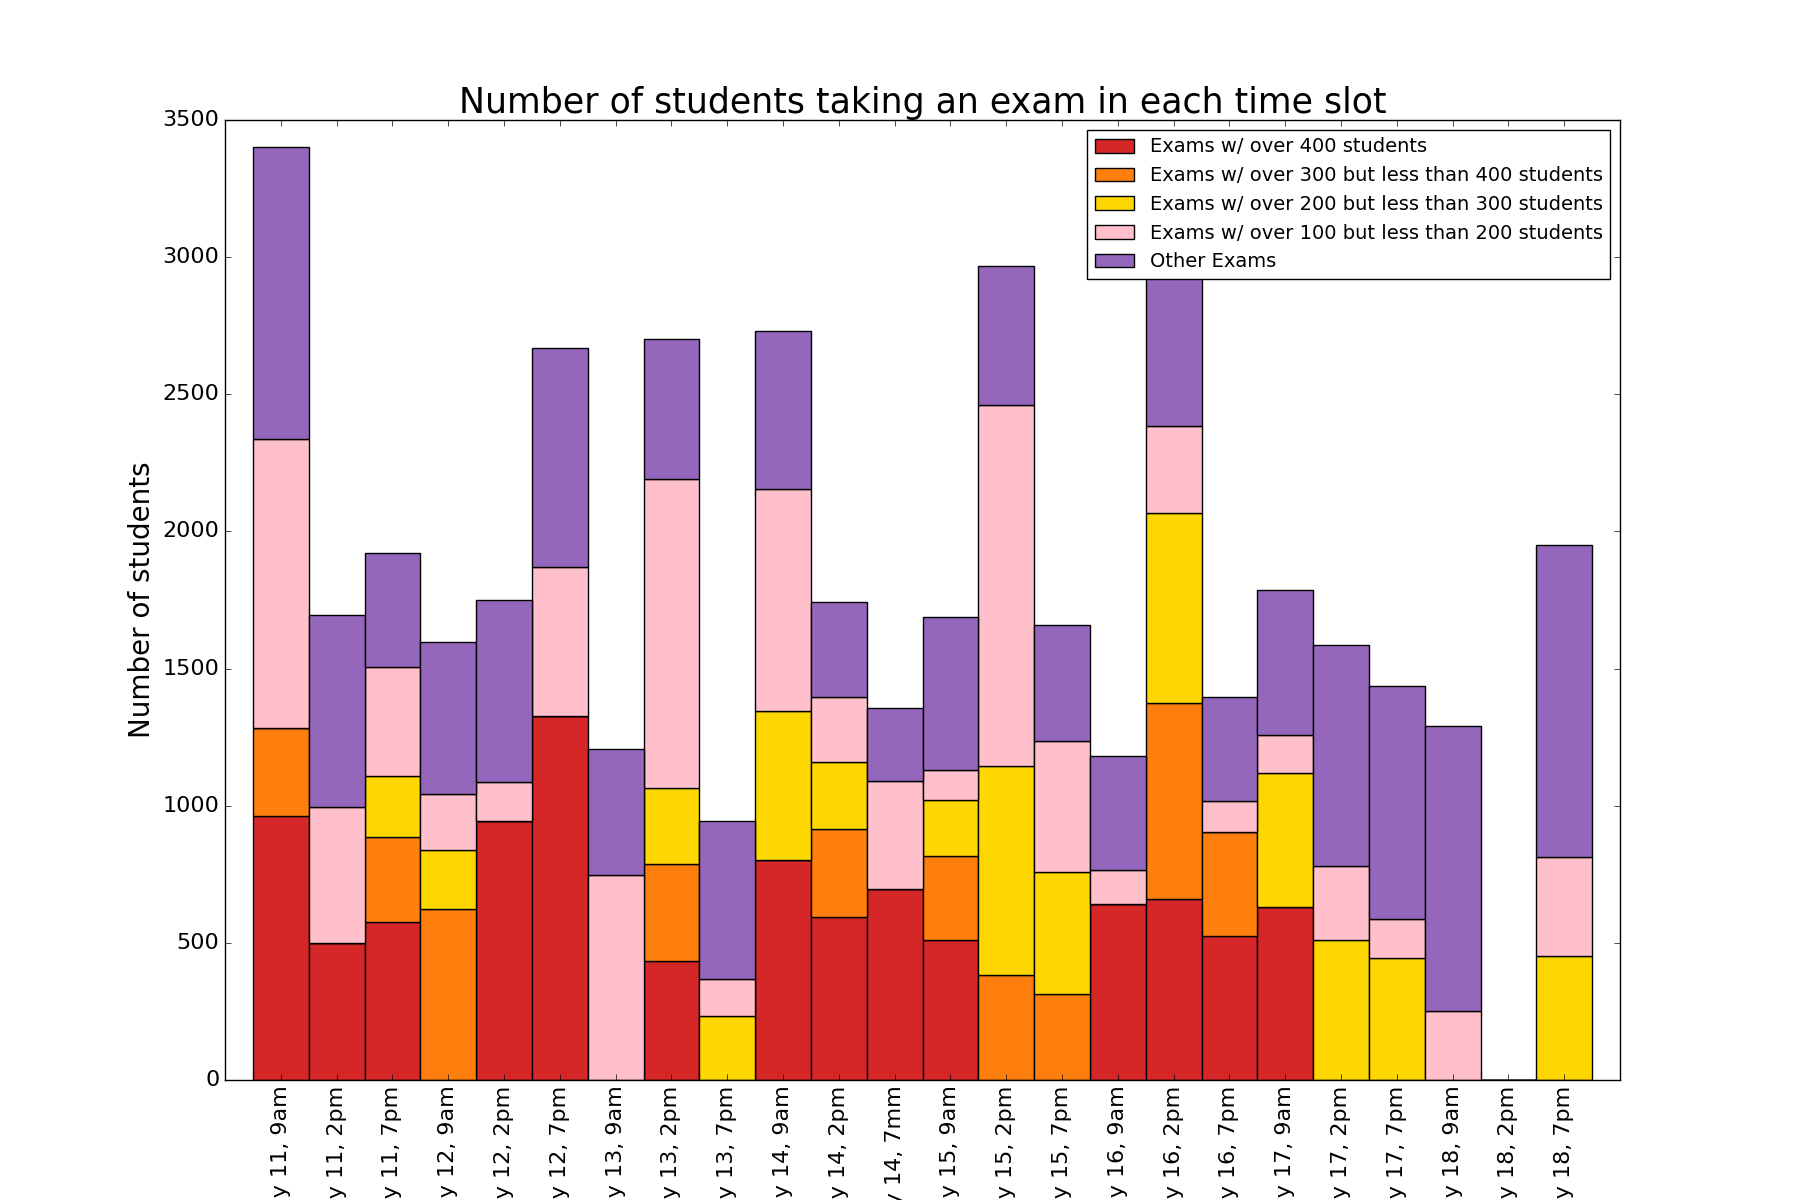 Number of students taking an exam in each time slot
Exams w/ over 400 students
Exams w/ over 300 but less than 400 students
Exams w/ over 200 but less than 300 students
Exams w/ over 100 but less than 200 students
Other Exams
Number of students
3500
3000
2500
2000
1500
1000
500
0
y 11, 9am
y 11, 2pm
y 11, 7pm
y 12, 9am
y 12, 2pm
y 12, 7pm
y 13, 9am
y 13, 2pm
y 13, 7pm
y 14, 9am
y 14, 2pm
y 14, 7mm
y 15, 9am
y 15, 2pm
y 15, 7pm
y 16, 9am
y 16, 2pm
y 16, 7pm
y 17, 9am
y 17, 2pm
y 17, 7pm
y 18, 9am
y 18, 2pm
y 18, 7pm